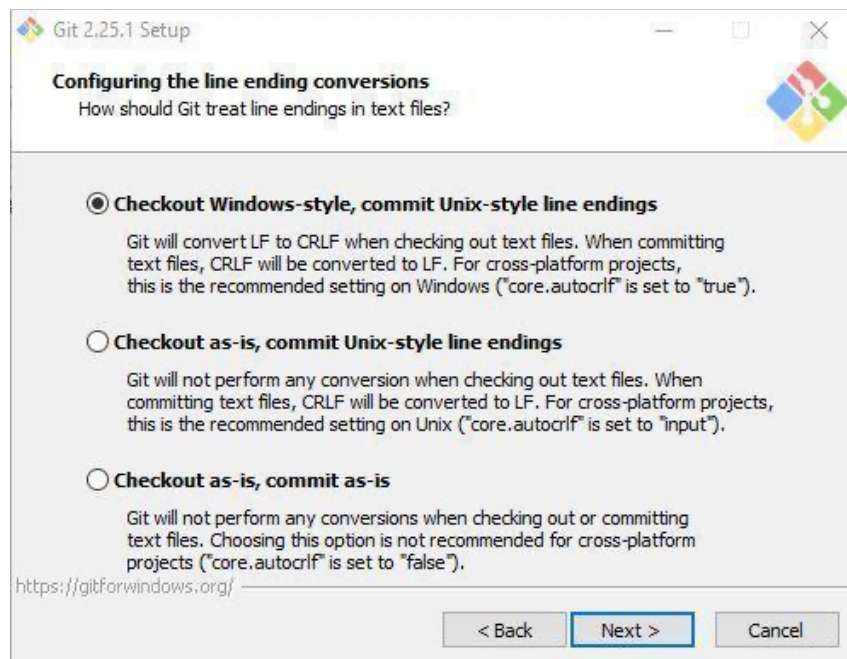 Git 2.25.1 Setup
Configuring the line ending conversions
How should Git treat line endings in text files?
Checkout Windows-style, commit Unix-style line endings
Git will convert LF to CRLF when checking out text files. When committing
text files, CRLF will be converted to LF. For cross-platform projects,
this is the recommended setting on Windows ("core.autocrlf" is set to "true").
Checkout as-is, commit Unix-style line endings
Git will not perform any conversion when checking out text files. When
committing text files, CRLF will be converted to LF. For cross-platform projects,
this is the recommended setting on Unix ("core.autocrlf" is set to "input").
Checkout as-is, commit as-is
Git will not perform any conversions when checking out or committing
text files. Choosing this option is not recommended for cross-platform
projects ("core.autocrlf" is set to "false").
https://gitforwindows.org/
< Back Next > Cancel